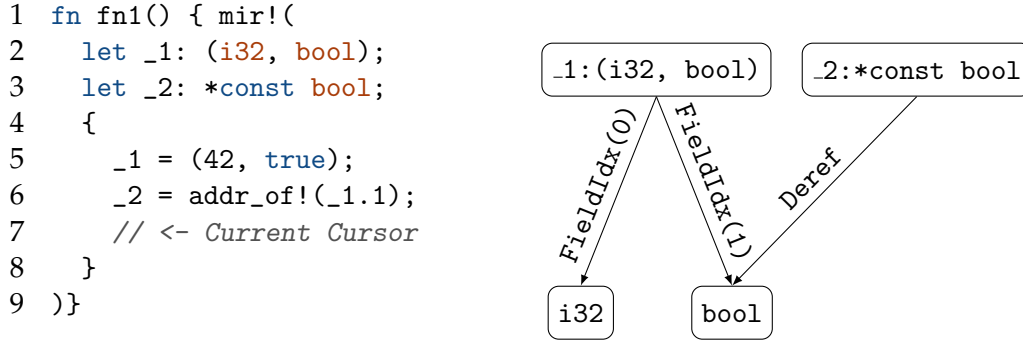 1 fn fn1() { mir!(
2 let _1: (i32, bool);
3 let _2: *const bool;
4 {
5 _1 = (42, true);
6 _2 = addr_of!(_1.1);
7 // <- Current Cursor
8 }
9 )}
_1:(i32, bool)
_2:*const bool
FieldIdx(0)
FieldIdx(1)
Deref
i32
bool